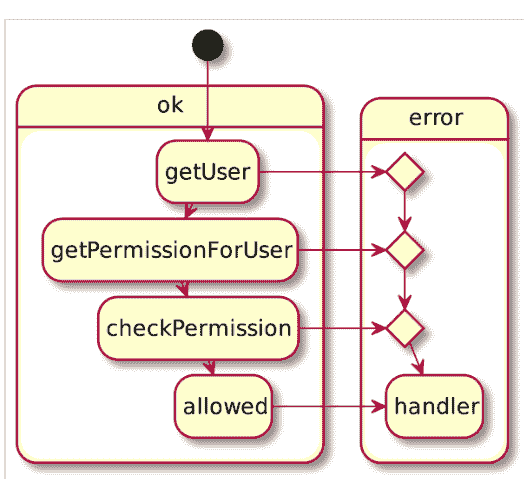 ok
error
getUser
getPermissionForUser
checkPermission
allowed
handler